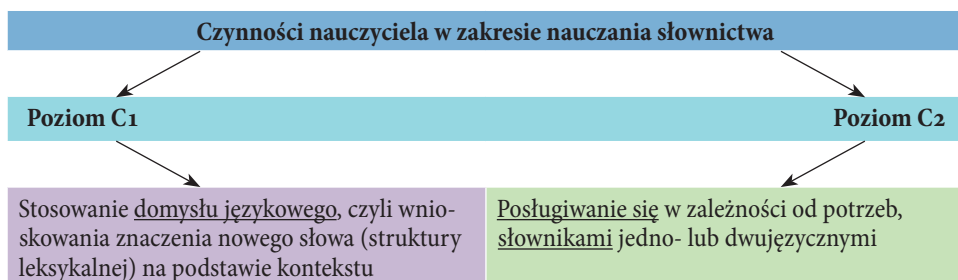 Czynności nauczyciela w zakresie nauczania słownictwa
Poziom C1
Poziom C2
Stosowanie domysłu językowego, czyli wnio-
skowania znaczenia nowego słowa (struktury
leksykalnej) na podstawie kontekstu
Posługiwanie się w zależności od potrzeb,
słownikami jedno- lub dwujęzycznymi